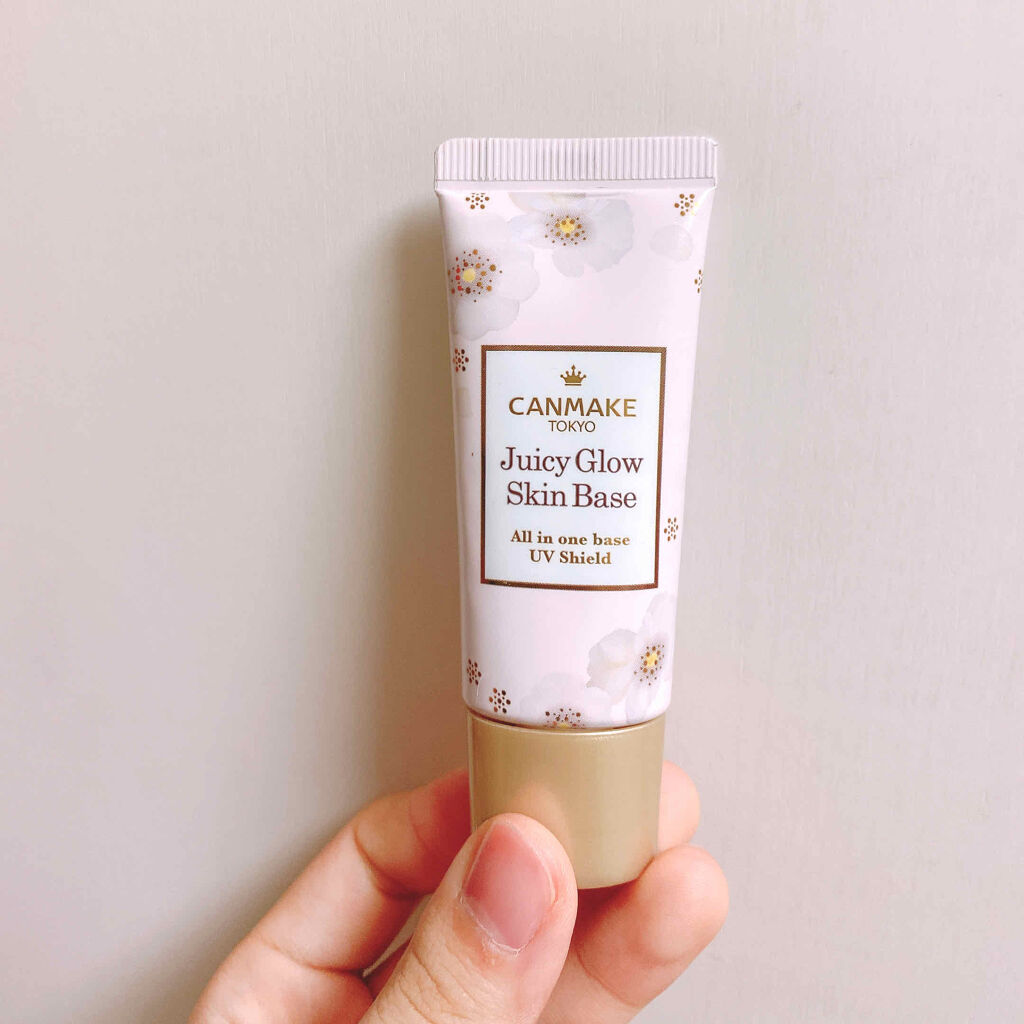 CANMAKE
TOKYO
Juicy Glow
Skin Base
All in one base
UV Shield